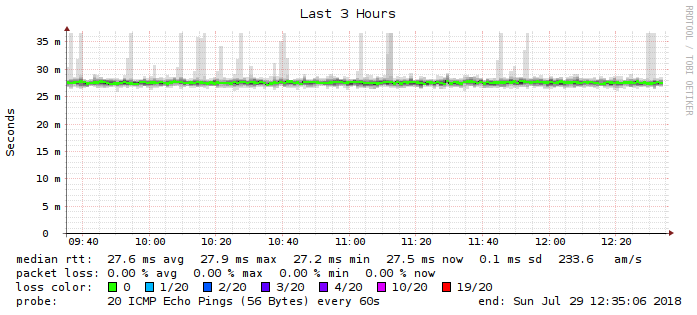 Last 3 Hours
RRDTOOL / TOBI OETIKER
Seconds
35 m
30 m
25 m
20 m
15 m
10 m
5 m
0
09:40 10:00 10:20 10:40 11:00 11:20 11:40 12:00 12:20
median rtt: 27.6 ms avg 27.9 ms max 27.2 ms min 27.5 ms now 0.1 ms sd 233.6 am/s
packet loss: 0.00 % avg 0.00 % max 0.00 % min 0.00 % now
loss color: 0 1/20 2/20 3/20 4/20 10/20 19/20
probe: 20 ICMP Echo Pings (56 Bytes) every 60s end: Sun Jul 29 12:35:06 2018